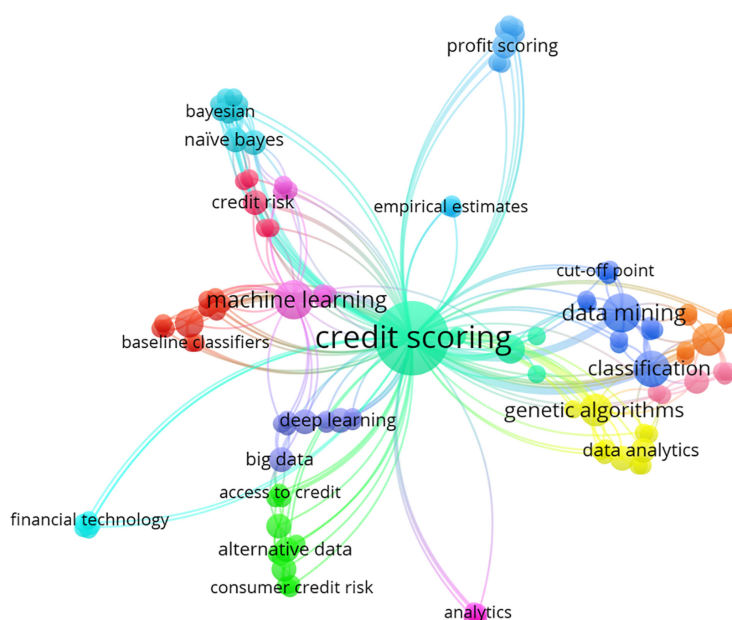 profit scoring
bayesian
naïve bayes
credit risk
empirical estimates
cut-off point
machine learning
data mining
credit scoring
baseline classifiers
classification
genetic algorithms
deep learning
data analytics
big data
access to credit
financial technology
alternative data
consumer credit risk
analytics